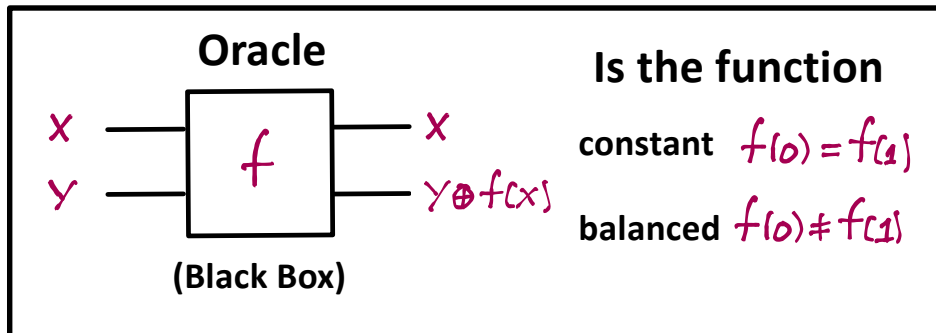 Oracle
X
Y
f
X
Y⊕f(x)
(Black Box)
Is the function
constant f(0) = f(1)
balanced f(0) ≠ f(1)